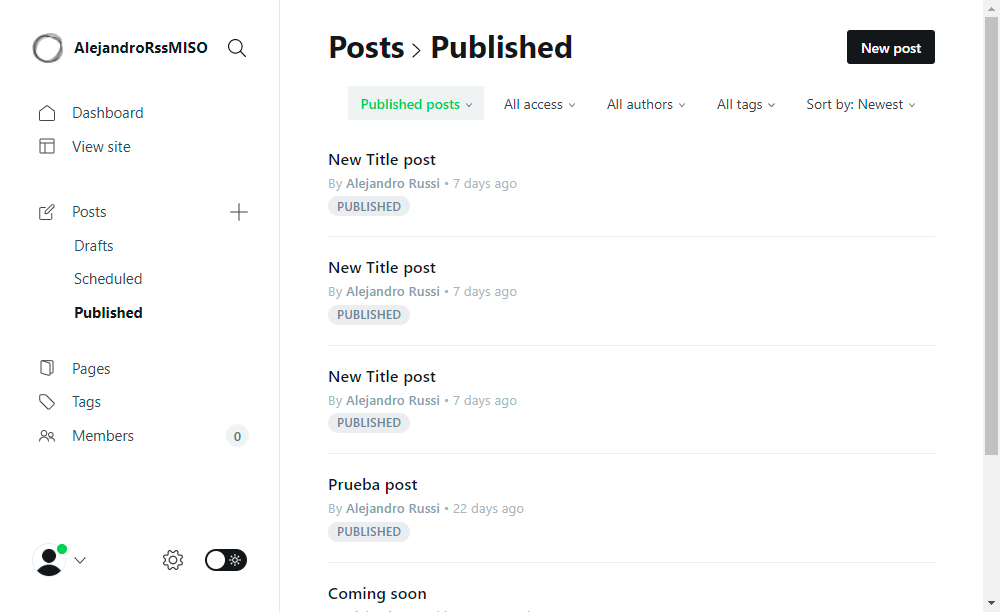 AlejandroRssMISO
Dashboard
View site
Posts
Drafts
Scheduled
Published
Pages
Tags
Members
0
Posts > Published
New post
Published posts
All access
All authors
All tags
Sort by: Newest
New Title post
By Alejandro Russi • 7 days ago
PUBLISHED
New Title post
By Alejandro Russi • 7 days ago
PUBLISHED
New Title post
By Alejandro Russi • 7 days ago
PUBLISHED
Prueba post
By Alejandro Russi • 22 days ago
PUBLISHED
Coming soon